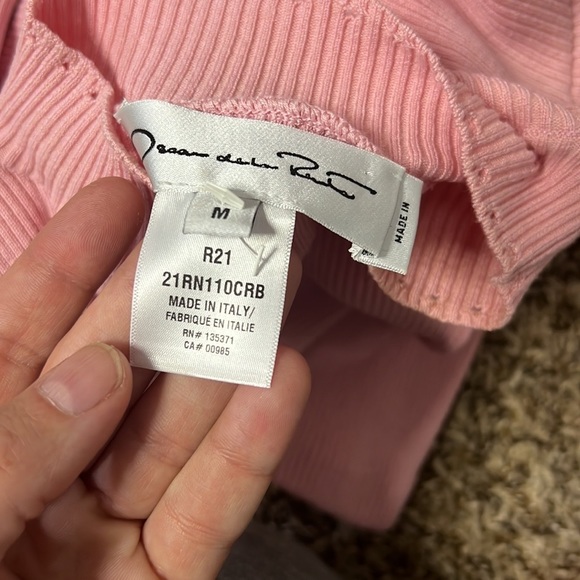 Oscar de la Renta
MADE IN
M
R21
21RN110CRB
MADE IN ITALY/
FABRIQUE EN ITALIE
RN# 135371
CA# 00985